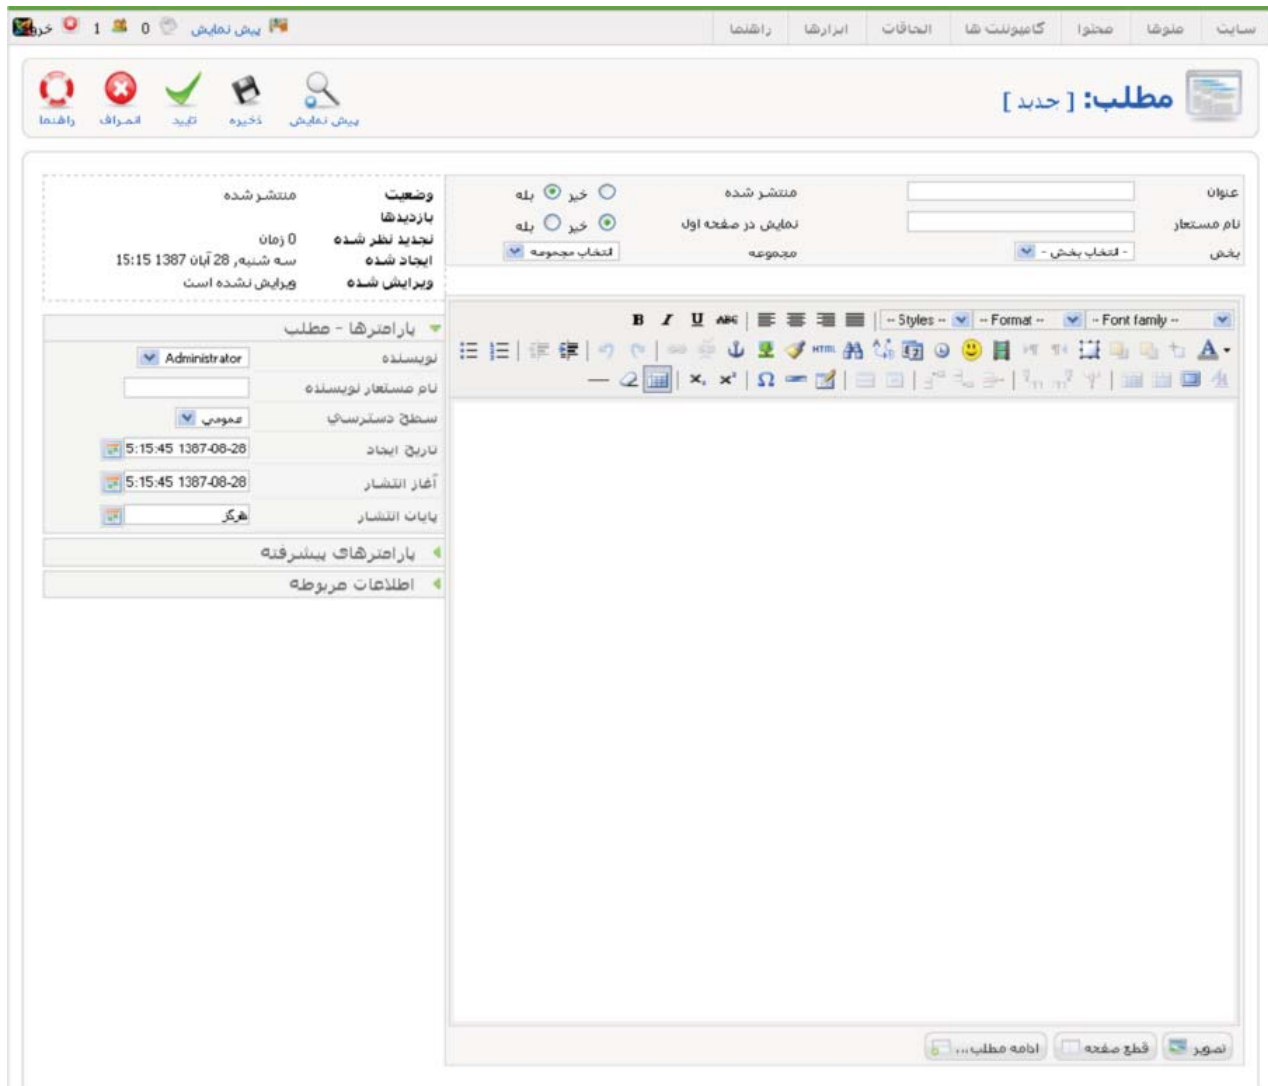 سایت منوها محتوا کامپوننت ها الحاقات ابزارها راهنما پیش نمایش 0 1
مطلب: [ جدید ]
پیش نمایش ذخیره تایید انصراف راهنما
عنوان منتشر شده خیر بله
نام مستعار نمایش در صفحه اول خیر بله
بخش - انتخاب بخش - مجموعه انتخاب مجموعه
وضعیت منتشر شده
بازدیدها
تجدید نظر شده 0 زمان
ایجاد شده سه شنبه, 28 آبان 1387 15:15
ویرایش شده ویرایش نشده است
B I U ABC -- Styles -- -- Format -- -- Font family --
HTML
پارامترها - مطلب
نویسنده Administrator
نام مستعار نویسنده
سطح دسترسی عمومی
تاریخ ایجاد 5:15:45 1387-08-28
آغاز انتشار 5:15:45 1387-08-28
پایان انتشار هرگز
پارامترهای پیشرفته
اطلاعات مربوطه
تصویر قطع صفحه ادامه مطلب...